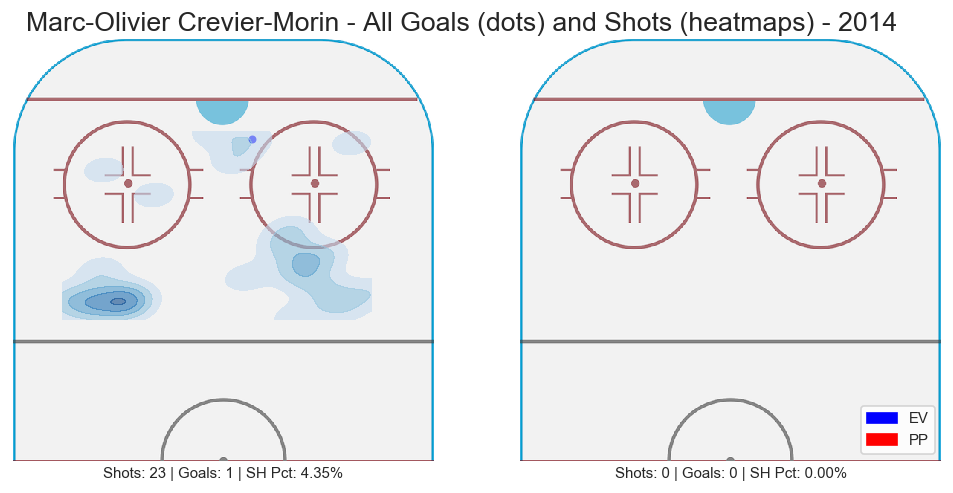 Marc-Olivier Crevier-Morin - All Goals (dots) and Shots (heatmaps) - 2014
EV
PP
Shots: 23 | Goals: 1 | SH Pct: 4.35%
Shots: 0 | Goals: 0 | SH Pct: 0.00%